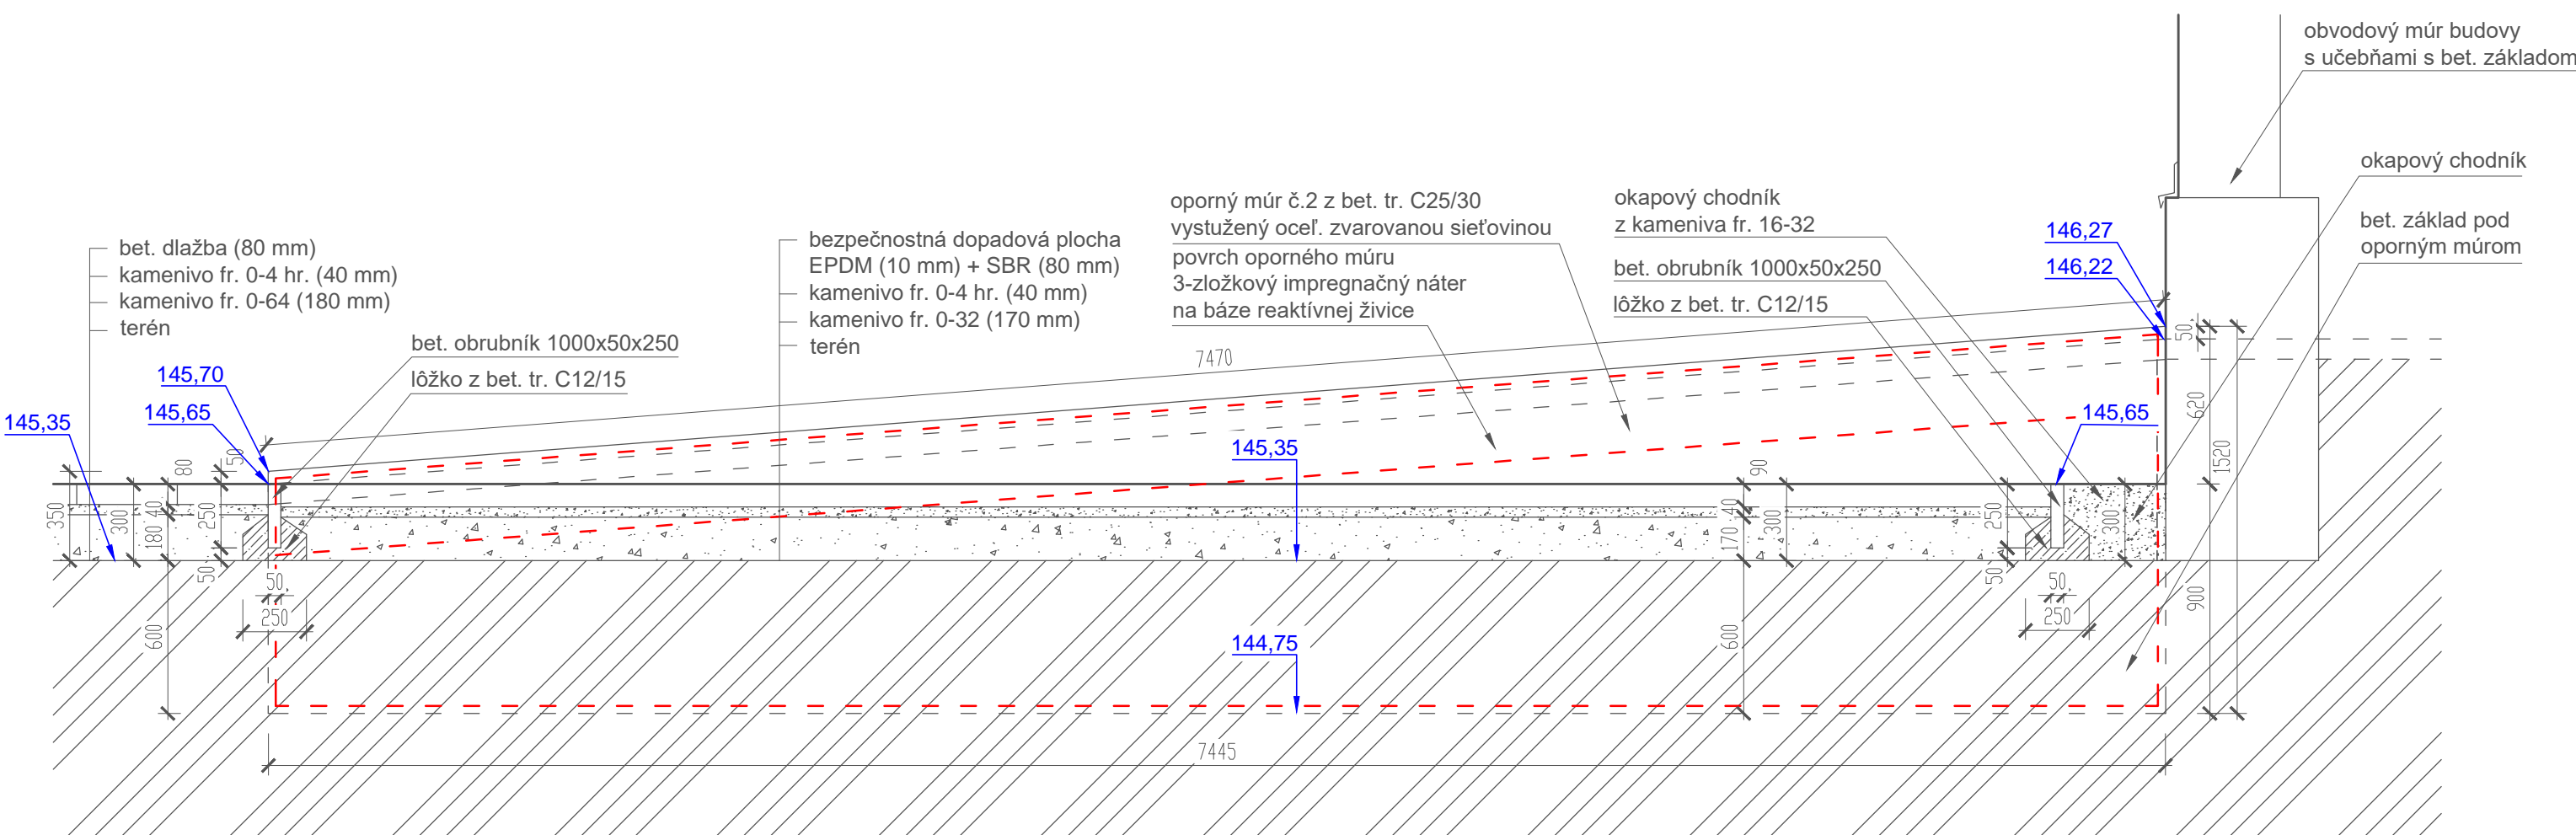 obvodový múr budovy
s učebňami s bet. základom
okapový chodník
bet. základ pod
oporným múrom
oporný múr č.2 z bet. tr. C25/30
vystužený oceľ. zvarovanou sieťovinou
povrch oporného múru
3-zložkový impregnačný náter
na báze reaktívnej živice
okapový chodník
z kameniva fr. 16-32
bet. obrubník 1000x50x250
lôžko z bet. tr. C12/15
146,27
146,22
bet. dlažba (80 mm)
kamenivo fr. 0-4 hr. (40 mm)
kamenivo fr. 0-64 (180 mm)
terén
bezpečnostná dopadová plocha
EPDM (10 mm) + SBR (80 mm)
kamenivo fr. 0-4 hr. (40 mm)
kamenivo fr. 0-32 (170 mm)
terén
bet. obrubník 1000x50x250
lôžko z bet. tr. C12/15
145,70
145,65
145,35
7470
145,35
145,65
50
620
1520
900
350
300
80
40
180
600
50
250
50
50
250
90
40
170
300
600
250
50
300
50
250
144,75
7445